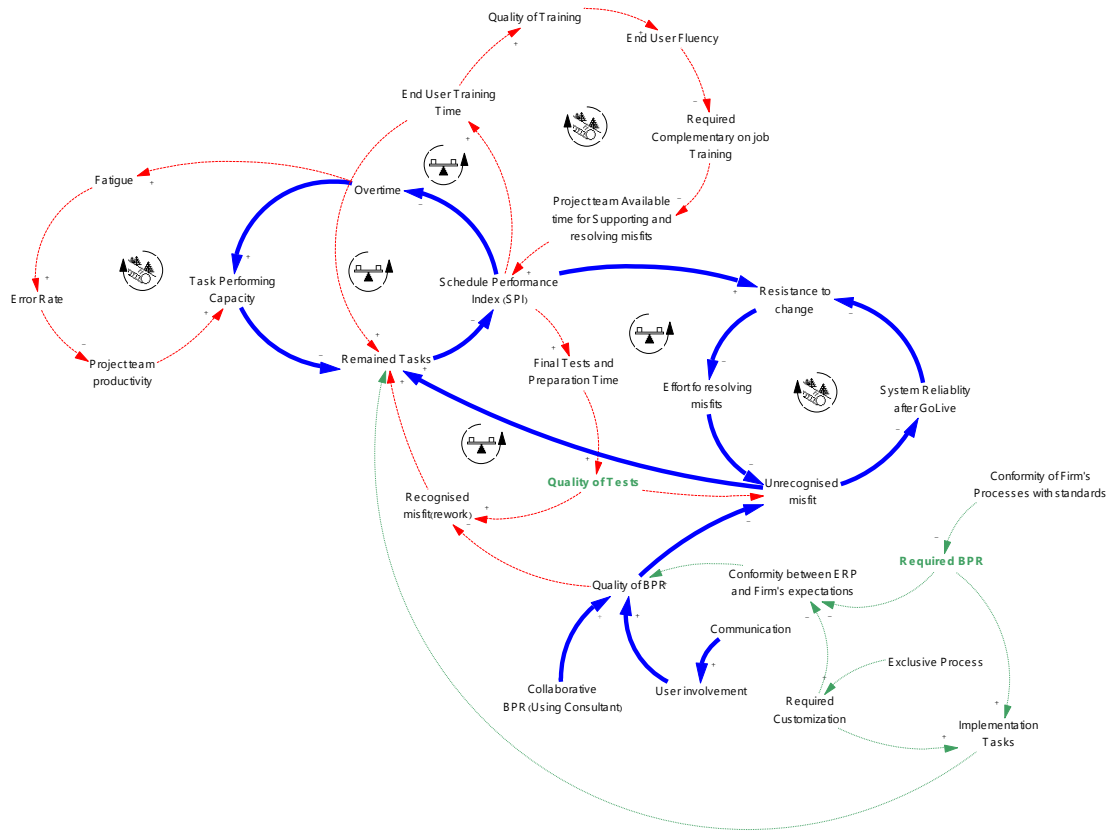 Quality of Training
End User Fluency
End User Training
Time
Required
Complementary on job
Training
Fatigue
Overtime
Project team Available
time for Supporting and
resolving misfits
Error Rate
Task Performing
Capacity
Schedule Performance
Index (SPI)
Resistance to
change
Project team
productivity
Remained Tasks
Final Tests and
Preparation Time
Effort fo resolving
misfits
System Reliablity
after GoLive
Quality of Tests
Unrecognised
misfit
Conformity of Firm's
Processes with standards
Recognised
misfit(rework)
Required BPR
Quality of BPR
Conformity between ERP
and Firm's expectations
Communication
Exclusive Process
Collaborative
BPR (Using Consultant)
User involvement
Required
Customization
Implementation
Tasks